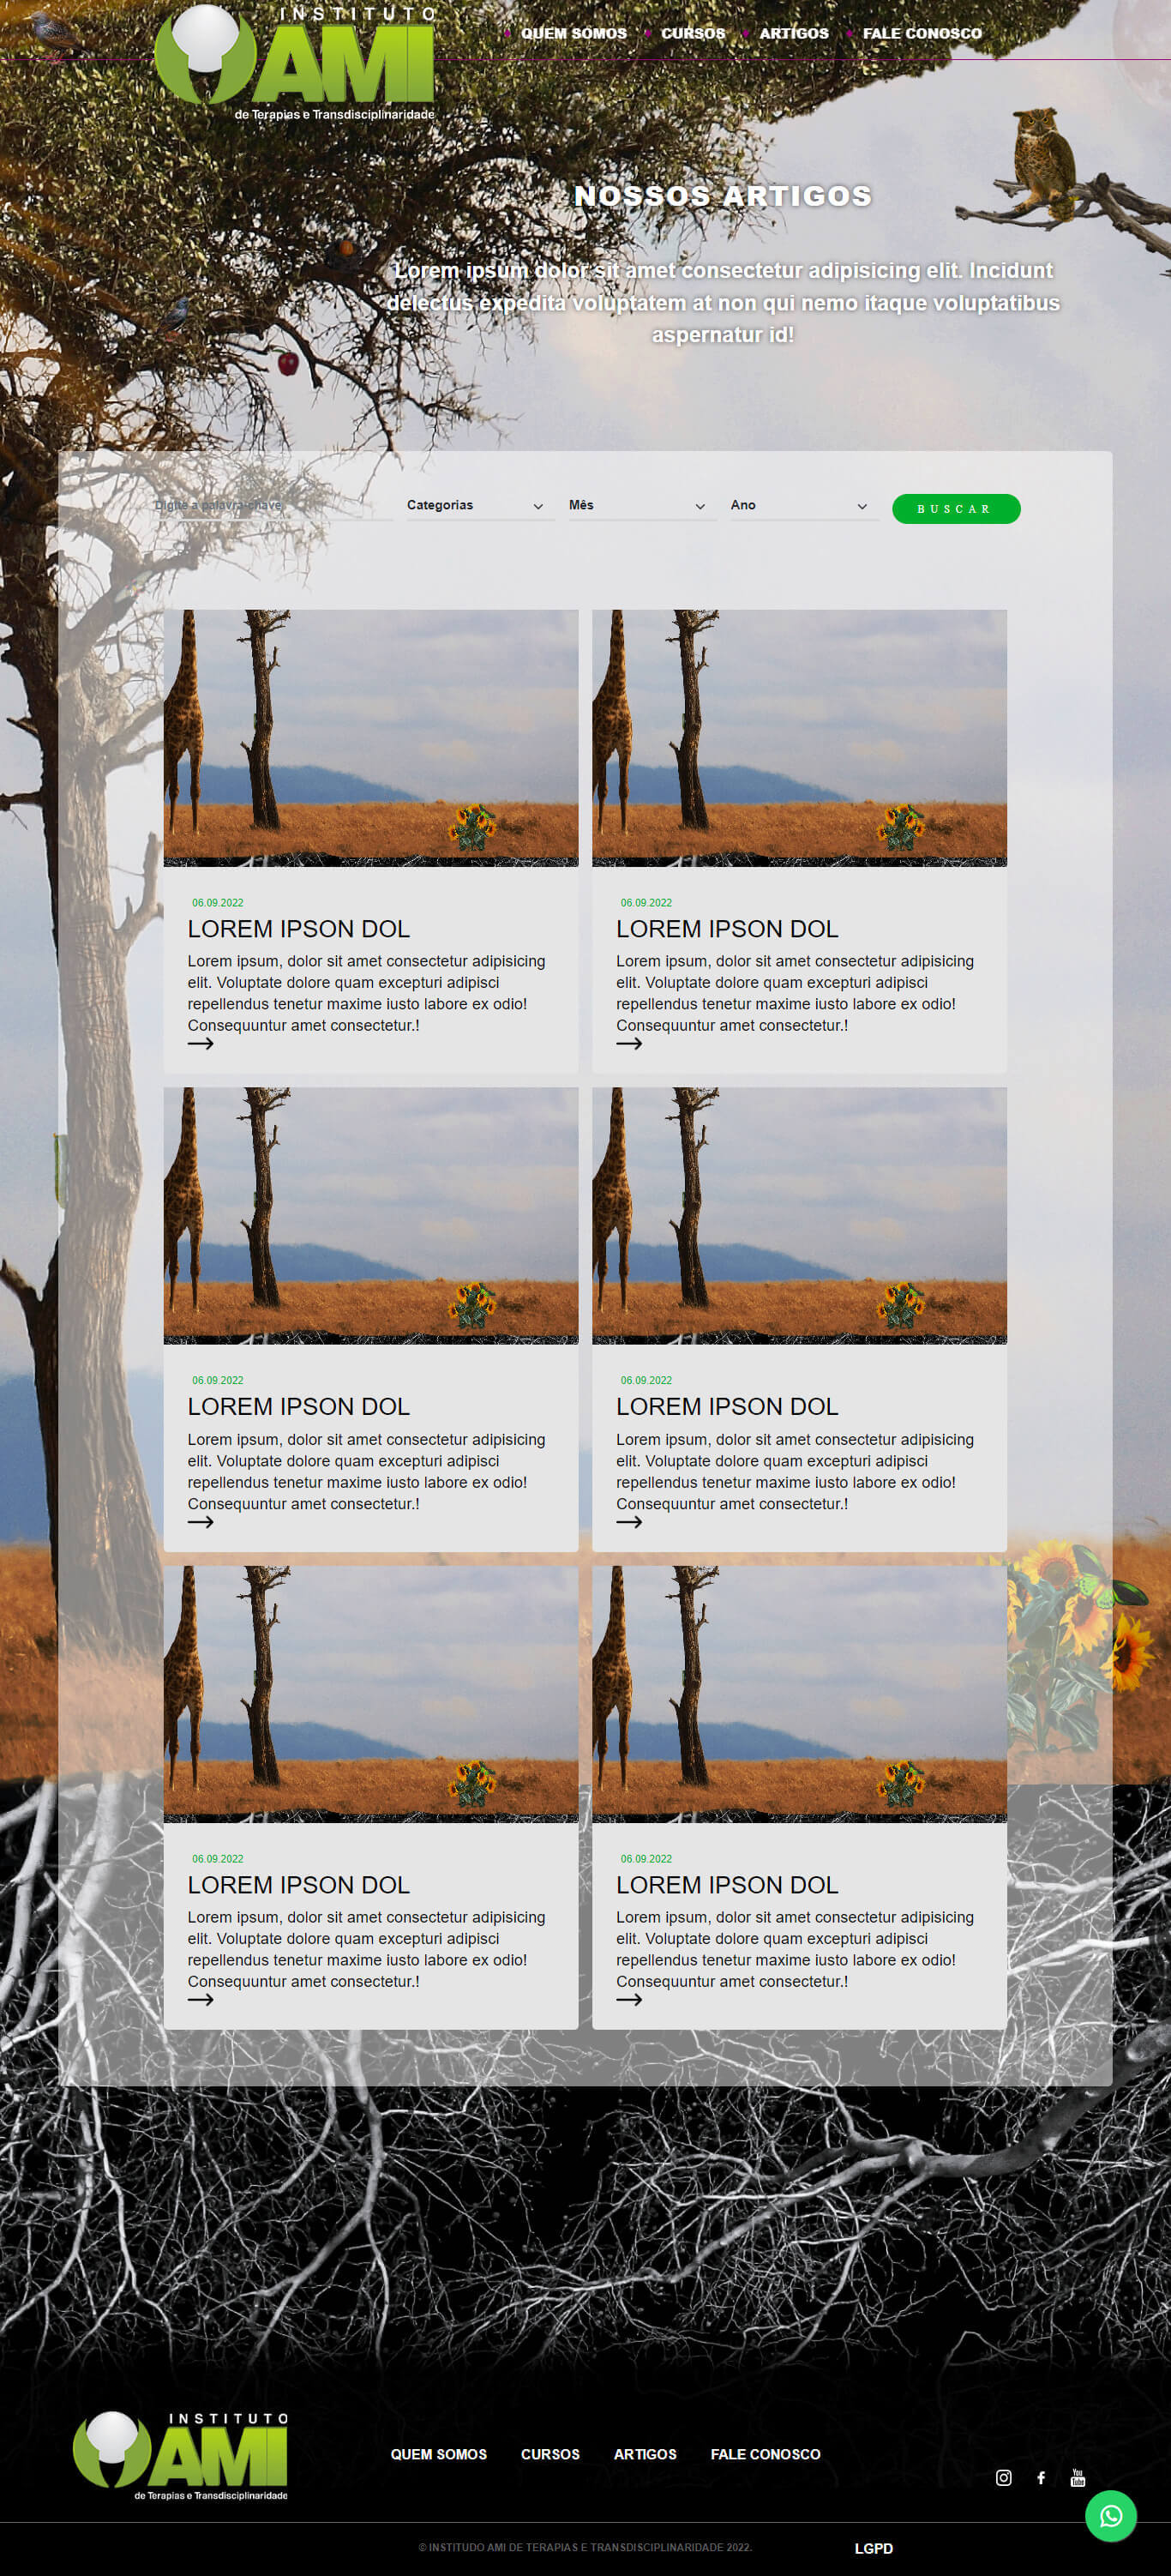 INSTITUTO
AMI
de Terapias e Transdisciplinaridade
QUEM SOMOS CURSOS ARTIGOS FALE CONOSCO
NOSSOS ARTIGOS
Lorem ipsum dolor sit amet consectetur adipisicing elit. Incidunt
delectus expedita voluptatem at non qui nemo itaque voluptatibus
aspernatur id!
Digite a palavra-chave Categorias Mês Ano BUSCAR
06.09.2022
LOREM IPSON DOL
Lorem ipsum, dolor sit amet consectetur adipisicing
elit. Voluptate dolore quam excepturi adipisci
repellendus tenetur maxime iusto labore ex odio!
Consequuntur amet consectetur.!
06.09.2022
LOREM IPSON DOL
Lorem ipsum, dolor sit amet consectetur adipisicing
elit. Voluptate dolore quam excepturi adipisci
repellendus tenetur maxime iusto labore ex odio!
Consequuntur amet consectetur.!
06.09.2022
LOREM IPSON DOL
Lorem ipsum, dolor sit amet consectetur adipisicing
elit. Voluptate dolore quam excepturi adipisci
repellendus tenetur maxime iusto labore ex odio!
Consequuntur amet consectetur.!
06.09.2022
LOREM IPSON DOL
Lorem ipsum, dolor sit amet consectetur adipisicing
elit. Voluptate dolore quam excepturi adipisci
repellendus tenetur maxime iusto labore ex odio!
Consequuntur amet consectetur.!
06.09.2022
LOREM IPSON DOL
Lorem ipsum, dolor sit amet consectetur adipisicing
elit. Voluptate dolore quam excepturi adipisci
repellendus tenetur maxime iusto labore ex odio!
Consequuntur amet consectetur.!
06.09.2022
LOREM IPSON DOL
Lorem ipsum, dolor sit amet consectetur adipisicing
elit. Voluptate dolore quam excepturi adipisci
repellendus tenetur maxime iusto labore ex odio!
Consequuntur amet consectetur.!
INSTITUTO
AMI
de Terapias e Transdisciplinaridade
QUEM SOMOS CURSOS ARTIGOS FALE CONOSCO
You
Tube
© INSTITUDO AMI DE TERAPIAS E TRANSDISCIPLINARIDADE 2022. LGPD